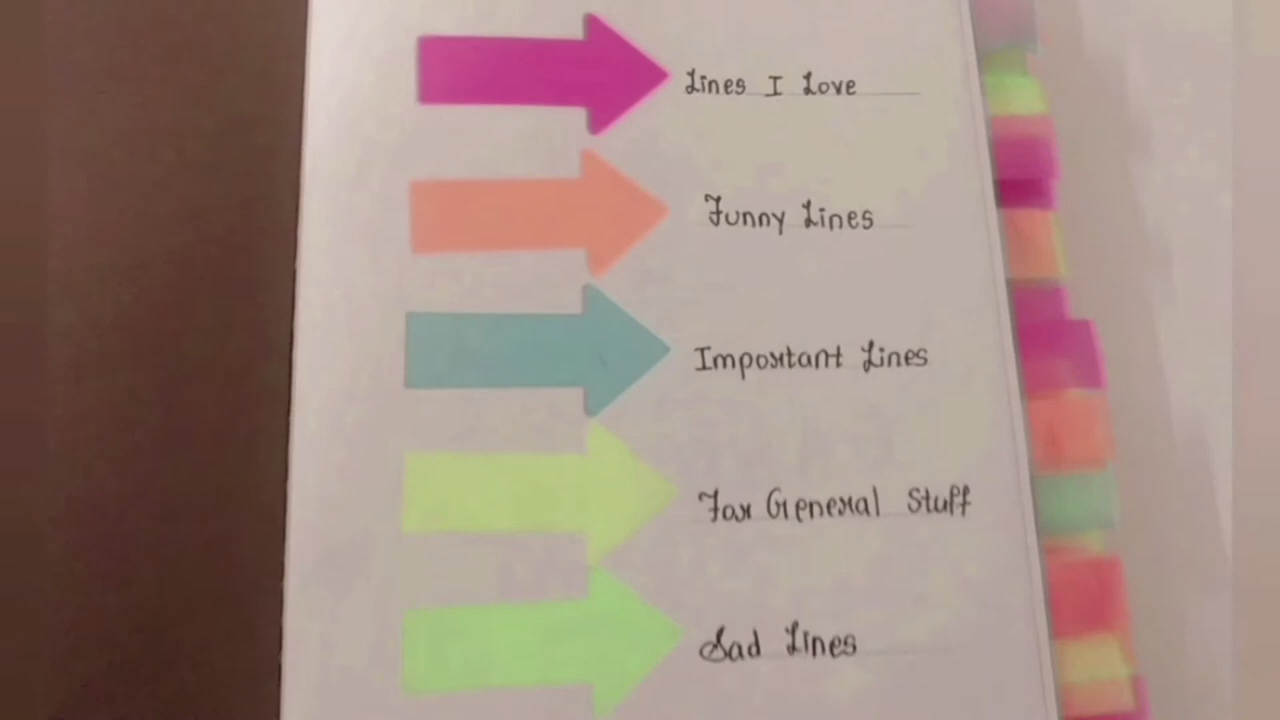 Lines I Love
Funny Lines
Important Lines
For General Stuff
Sad Lines